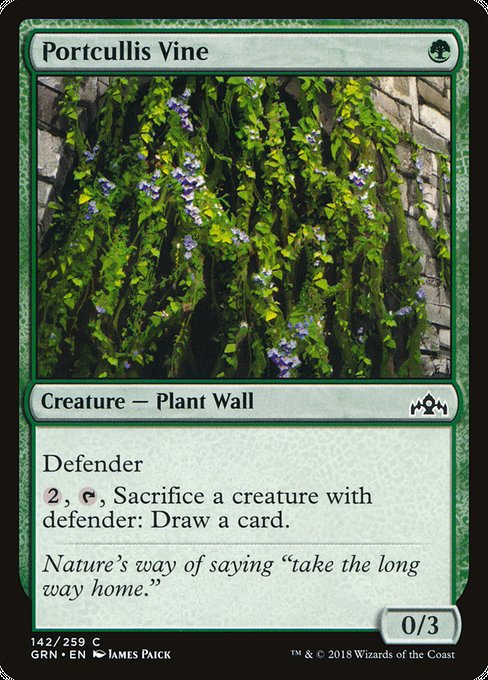 Portcullis Vine
Creature — Plant Wall
Defender
2, T, Sacrifice a creature with
defender: Draw a card.
Nature's way of saying “take the long
way home.”
0/3
142/259 C
GRN • EN James Paick
™ & © 2018 Wizards of the Coast